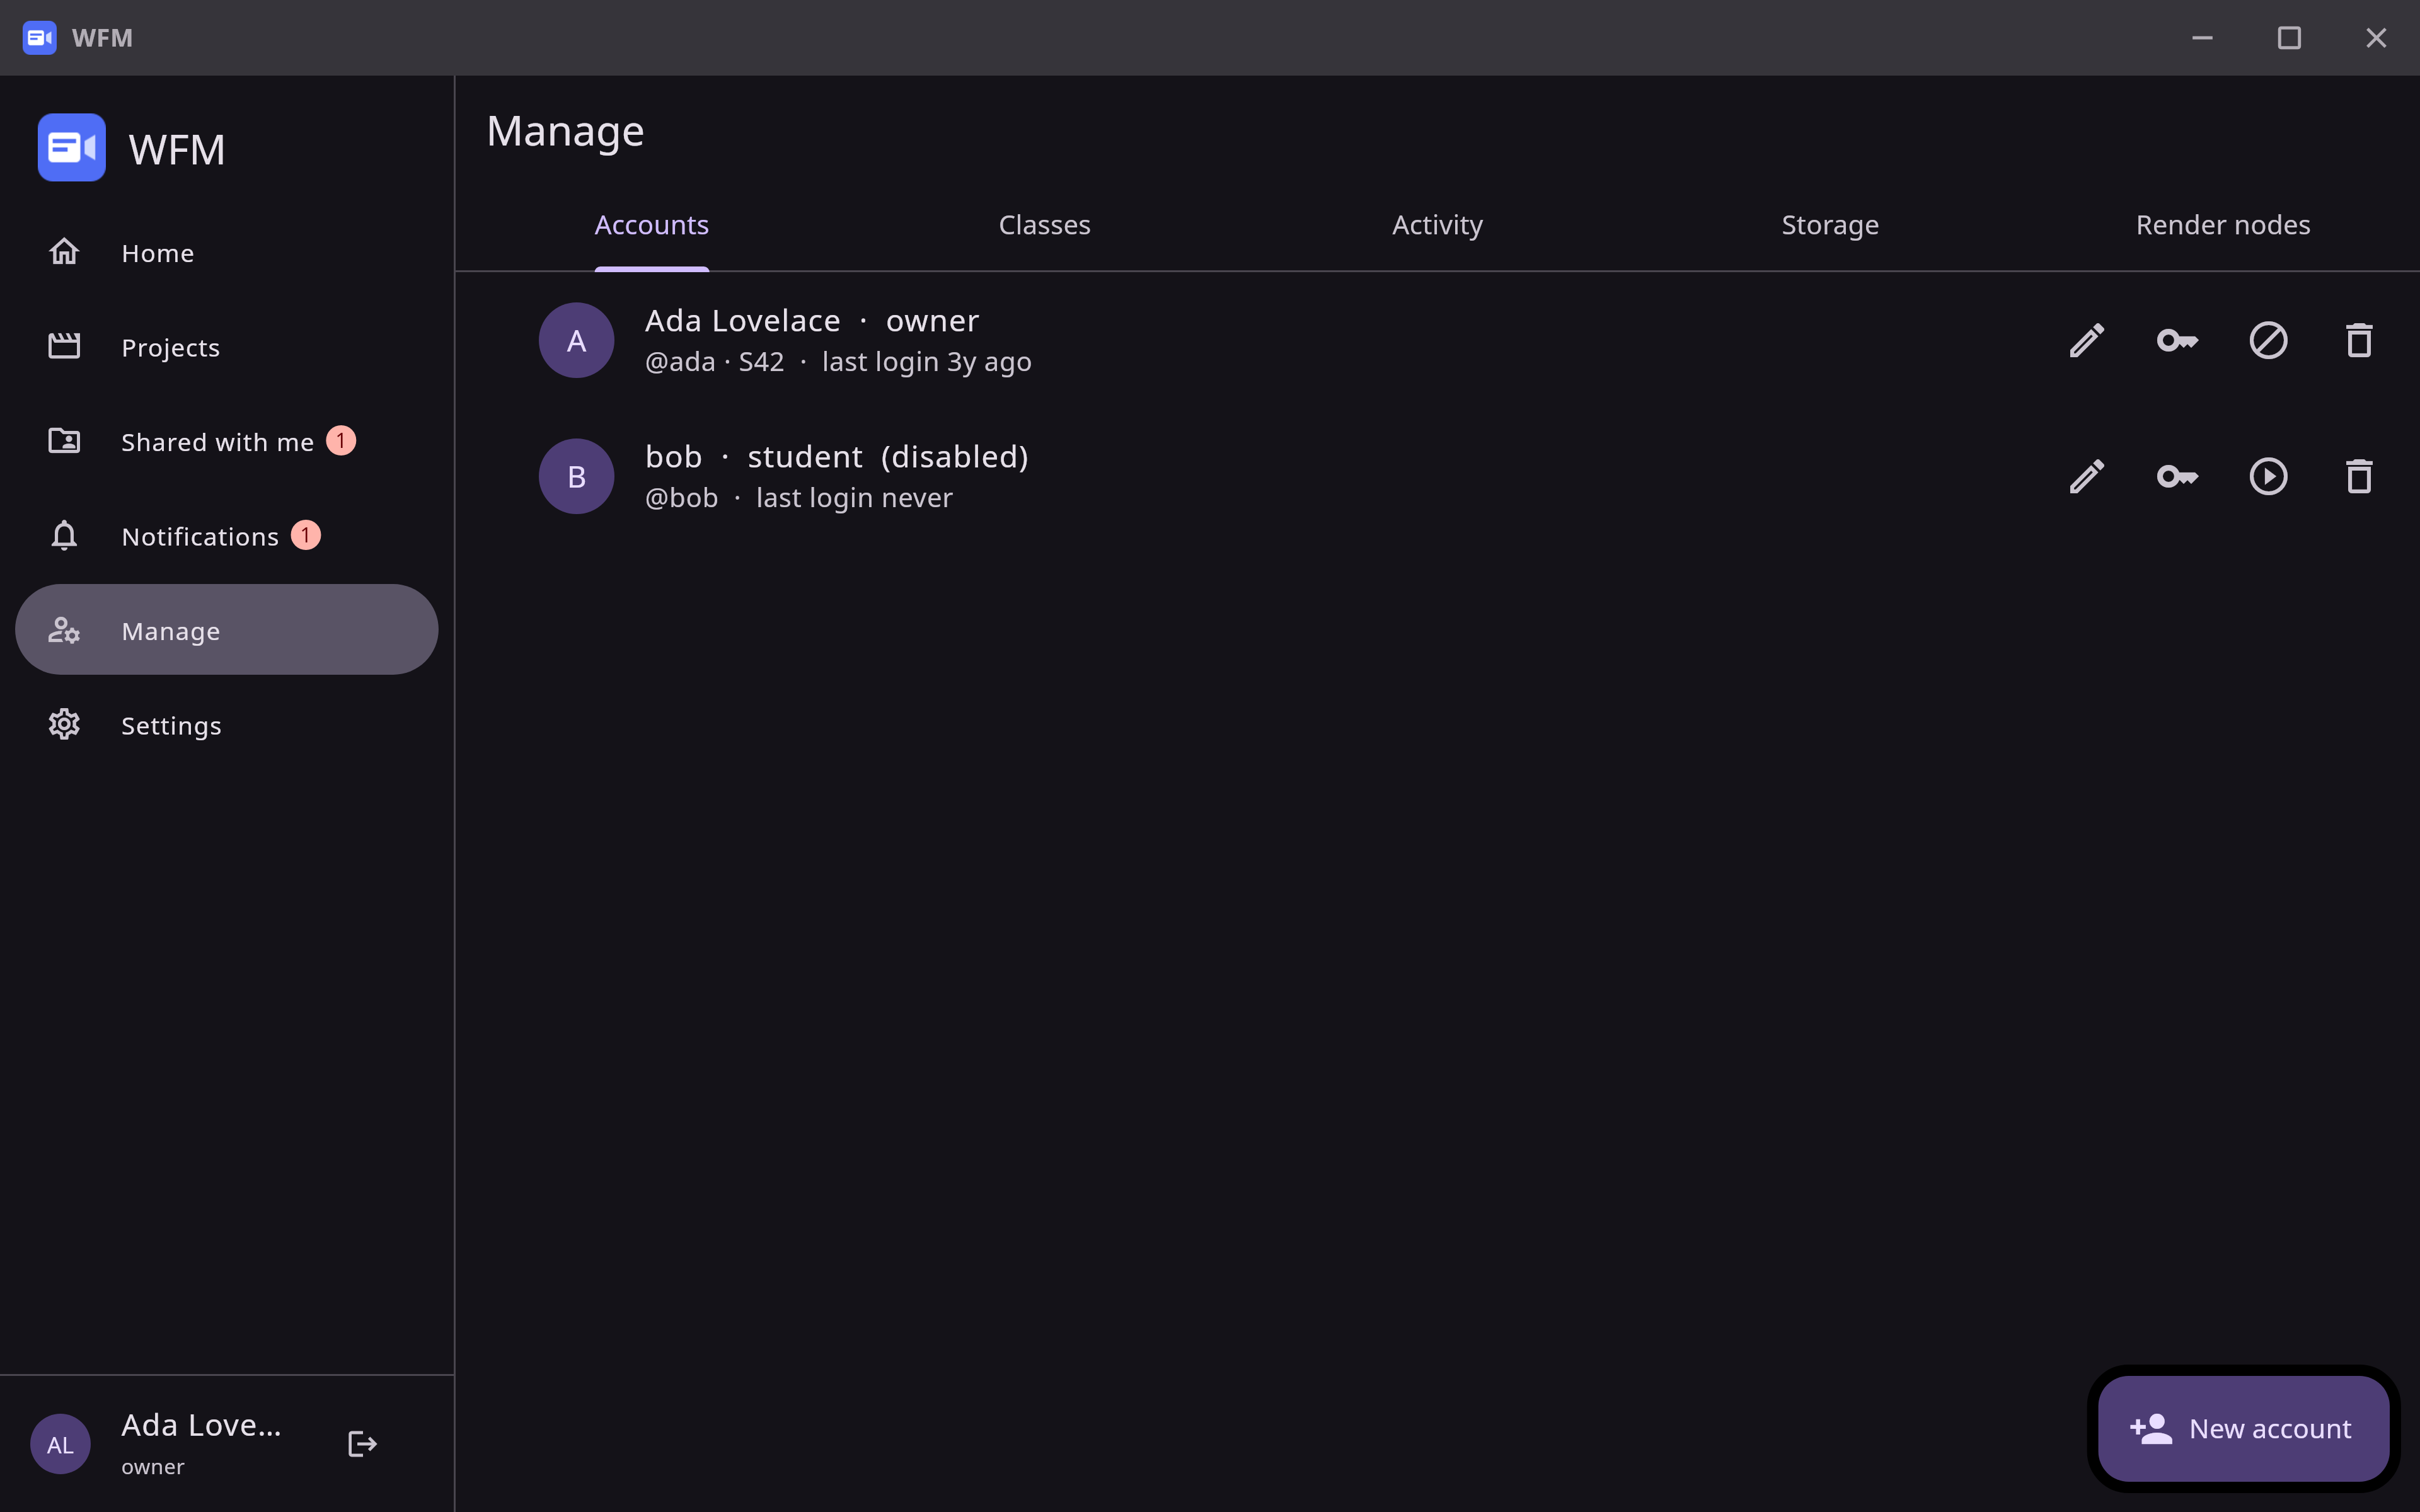 WFM
WFM
Home
Projects
Shared with me 1
Notifications 1
Manage
Settings
Ada Love...
AL
owner
Manage
Accounts Classes Activity Storage Render nodes
A
Ada Lovelace · owner
@ada · S42 · last login 3y ago
B
bob · student (disabled)
@bob · last login never
New account